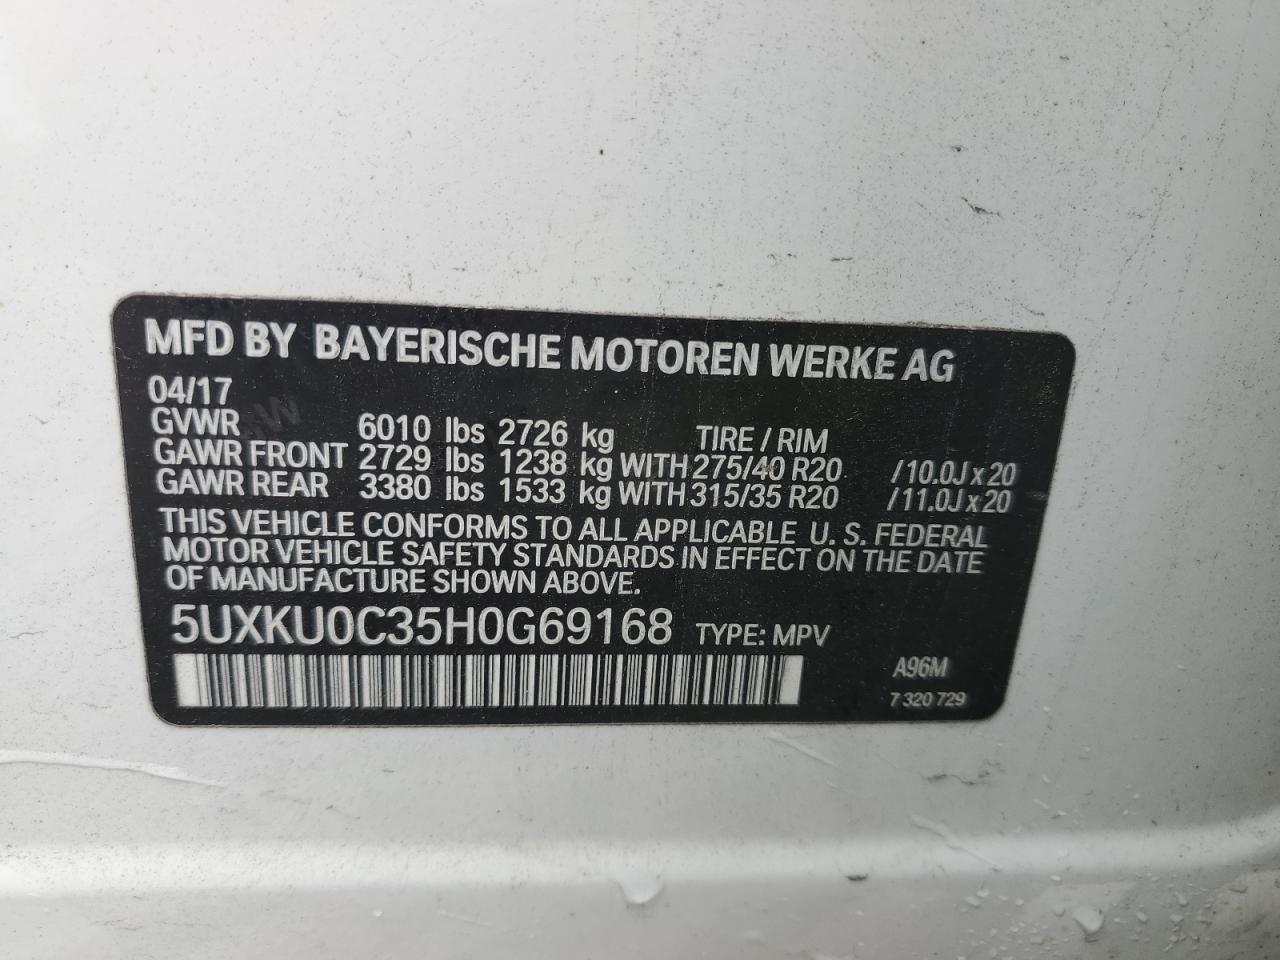 MFD BY BAYERISCHE MOTOREN WERKE AG
04/17
GVWR 6010 lbs 2726 kg TIRE / RIM
GAWR FRONT 2729 lbs 1238 kg WITH 275/40 R20 / 10.0J x 20
GAWR REAR 3380 lbs 1533 kg WITH 315/35 R20 / 11.0J x 20
THIS VEHICLE CONFORMS TO ALL APPLICABLE U. S. FEDERAL
MOTOR VEHICLE SAFETY STANDARDS IN EFFECT ON THE DATE
OF MANUFACTURE SHOWN ABOVE.
5UXKU0C35H0G69168 TYPE: MPV
A96M
7 320 729